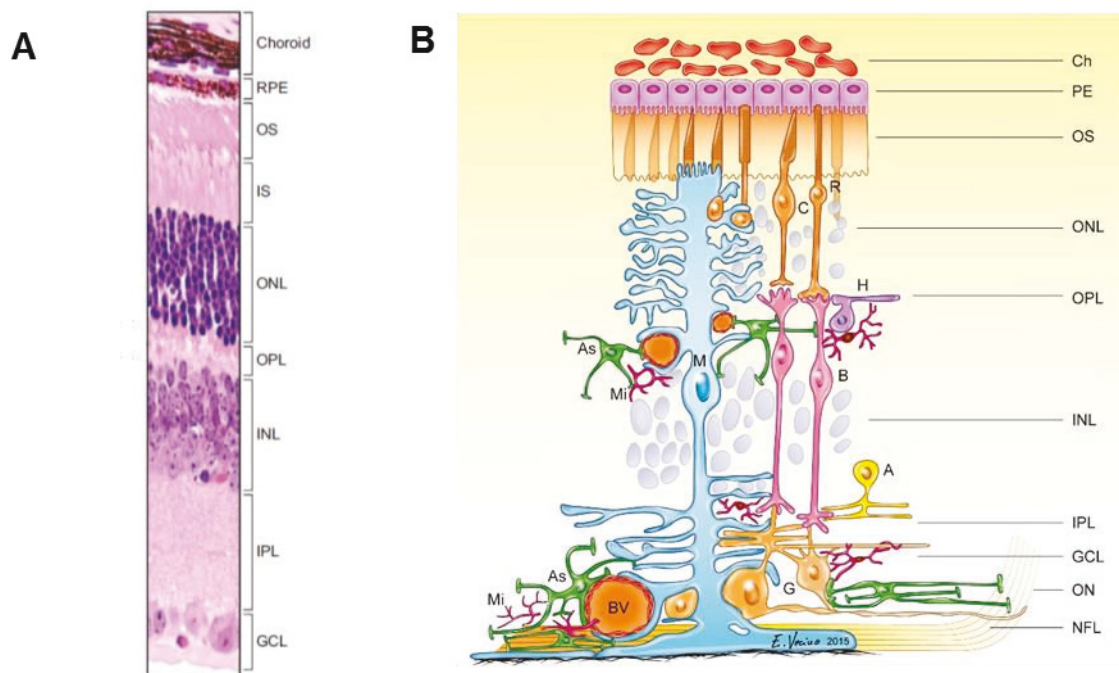 A
Choroid
RPE
OS
IS
ONL
OPL
INL
IPL
GCL
B
Ch
PE
OS
R
C
ONL
H
OPL
As
M
Mi
B
INL
A
IPL
GCL
As
Mi
BV
G
ON
NFL
E. Vecino 2015